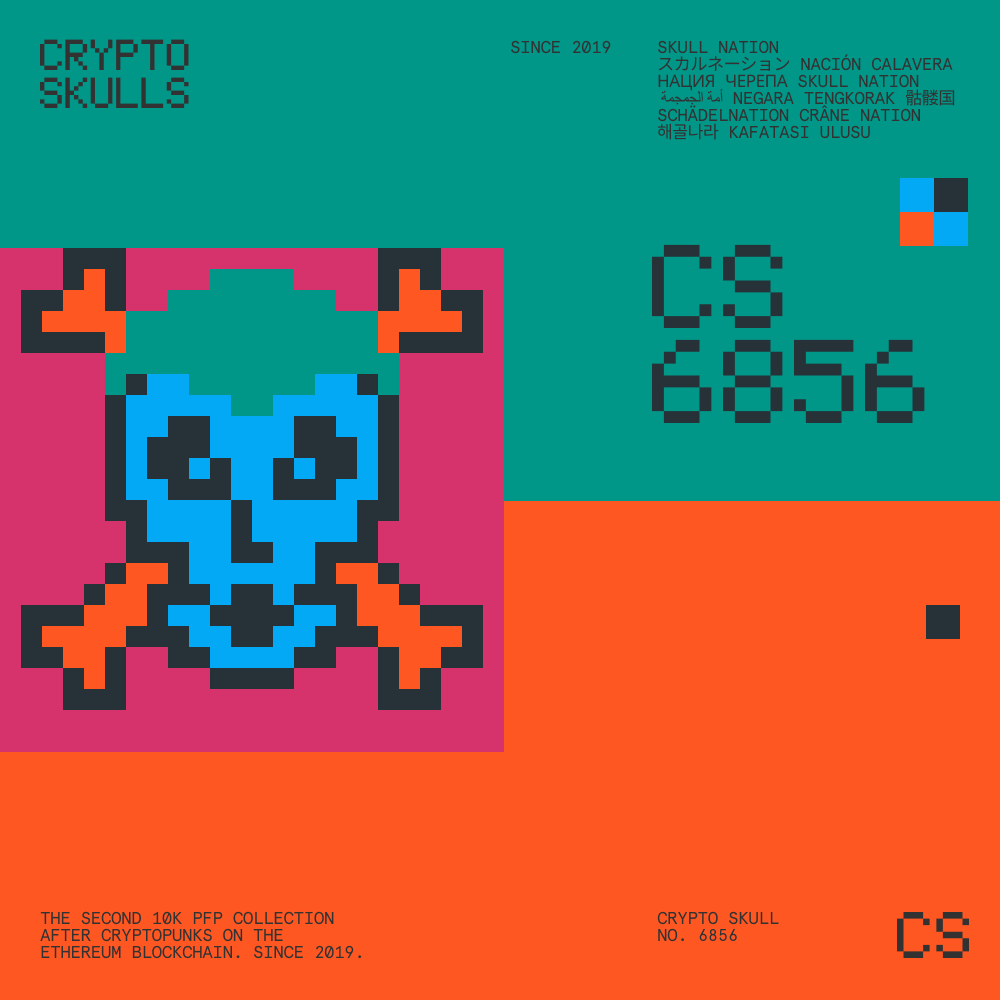 CRYPTO
SKULLS
SINCE 2019
SKULL NATION
スカルネーション NACIÓN CALAVERA
НАЦИЯ ЧЕРЕПА SKULL NATION
أمة الجمجمة NEGARA TENGKORAK 骷髏国
SCHÄDELNATION CRÂNE NATION
해골나라 KAFATASI ULUSU
CS
6856
THE SECOND 10K PFP COLLECTION
AFTER CRYPTOPUNKS ON THE
ETHEREUM BLOCKCHAIN. SINCE 2019.
CRYPTO SKULL
NO. 6856
CS